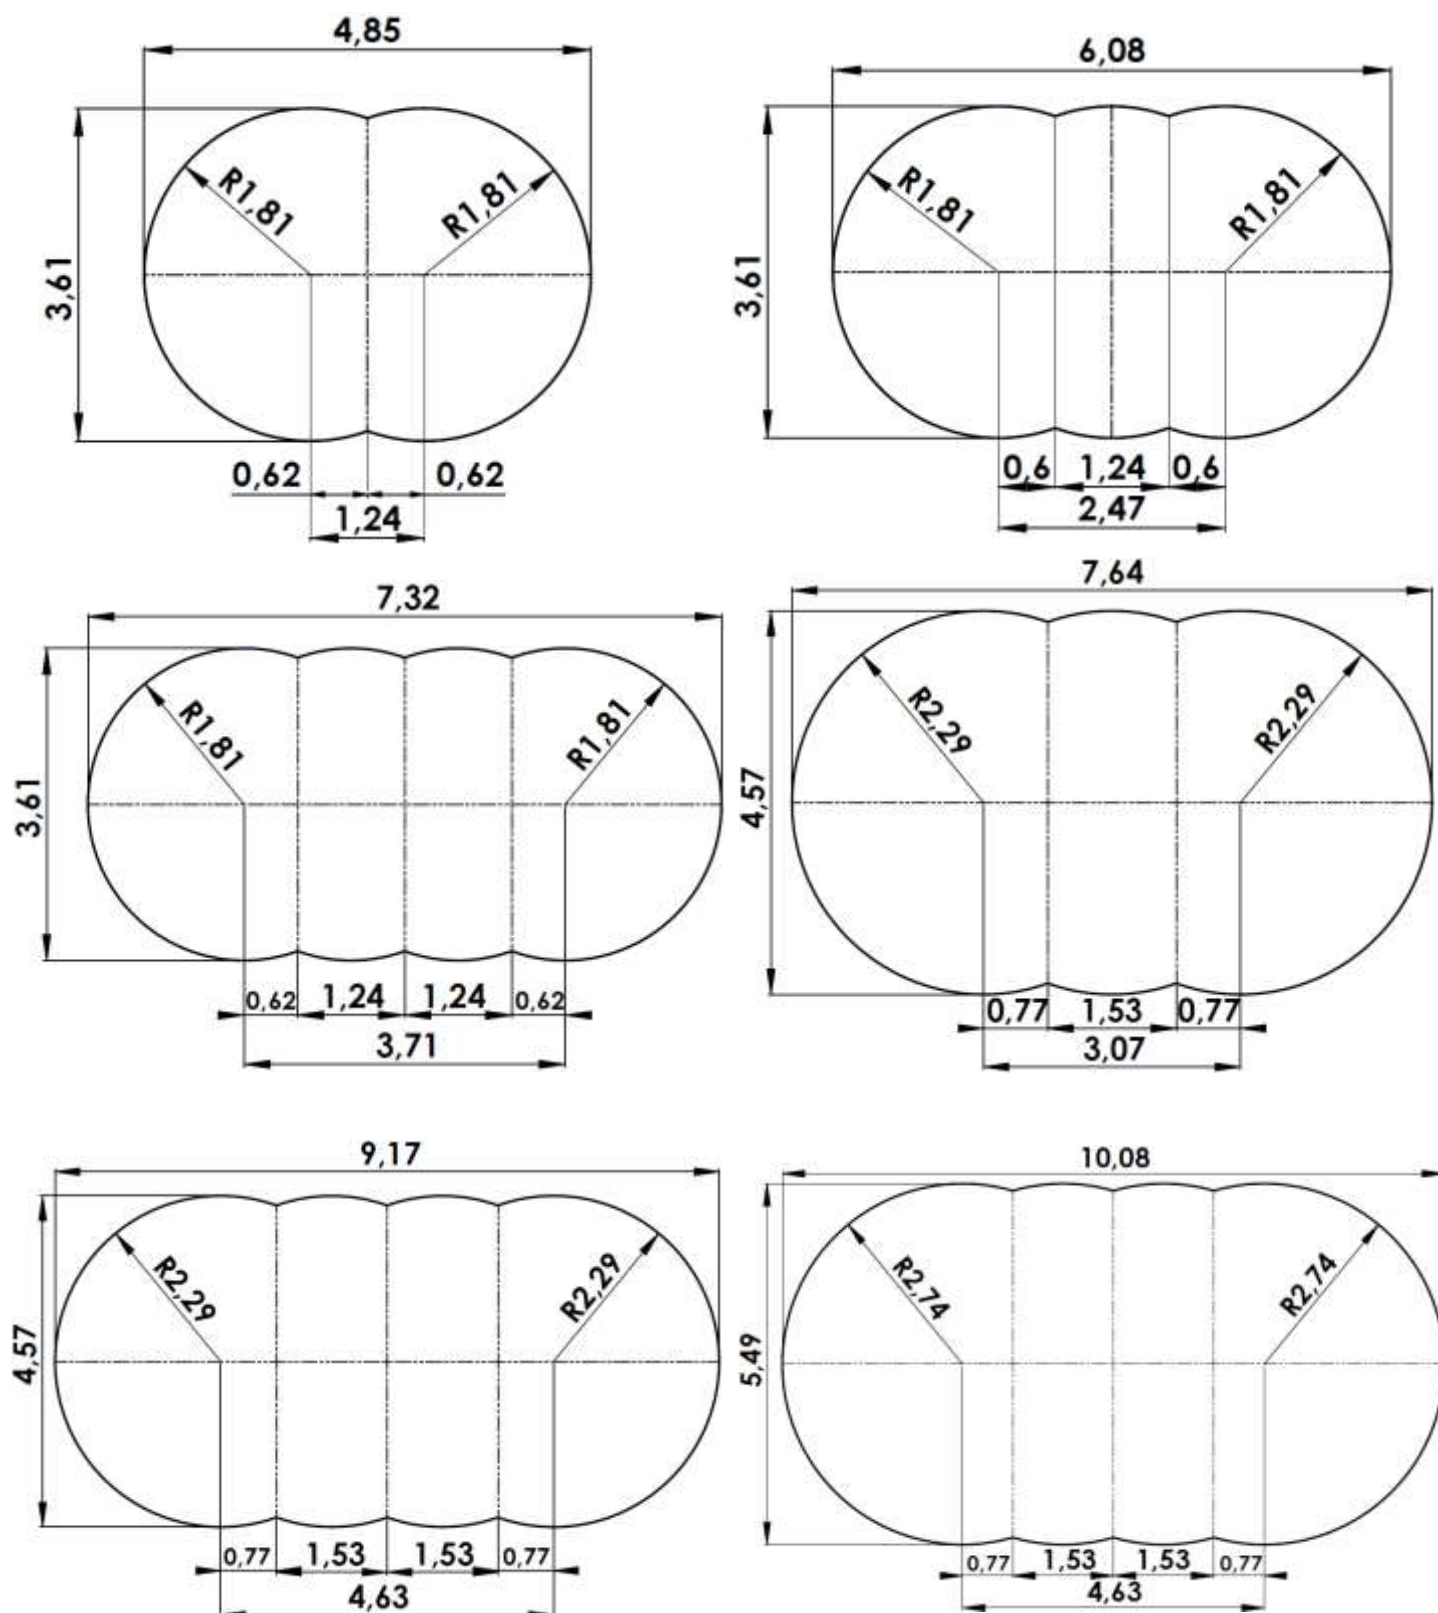 4,85
R1,81 R1,81
3,61
0,62 0,62
1,24
6,08
R1,81 R1,81
3,61
0,6 1,24 0,6
2,47
7,32
R1,81 R1,81
3,61
0,62 1,24 1,24 0,62
3,71
7,64
R2,29 R2,29
4,57
0,77 1,53 0,77
3,07
9,17
R2,29 R2,29
4,57
0,77 1,53 1,53 0,77
4,63
10,08
R2,74 R2,74
5,49
0,77 1,53 1,53 0,77
4,63